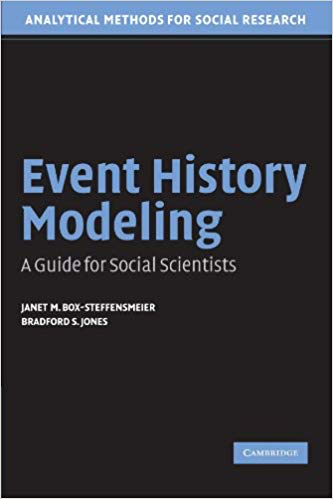 ANALYTICAL METHODS FOR SOCIAL RESEARCH
Event History
Modeling
A Guide for Social Scientists
JANET M. BOX-STEFFENSMEIER
BRADFORD S. JONES
CAMBRIDGE